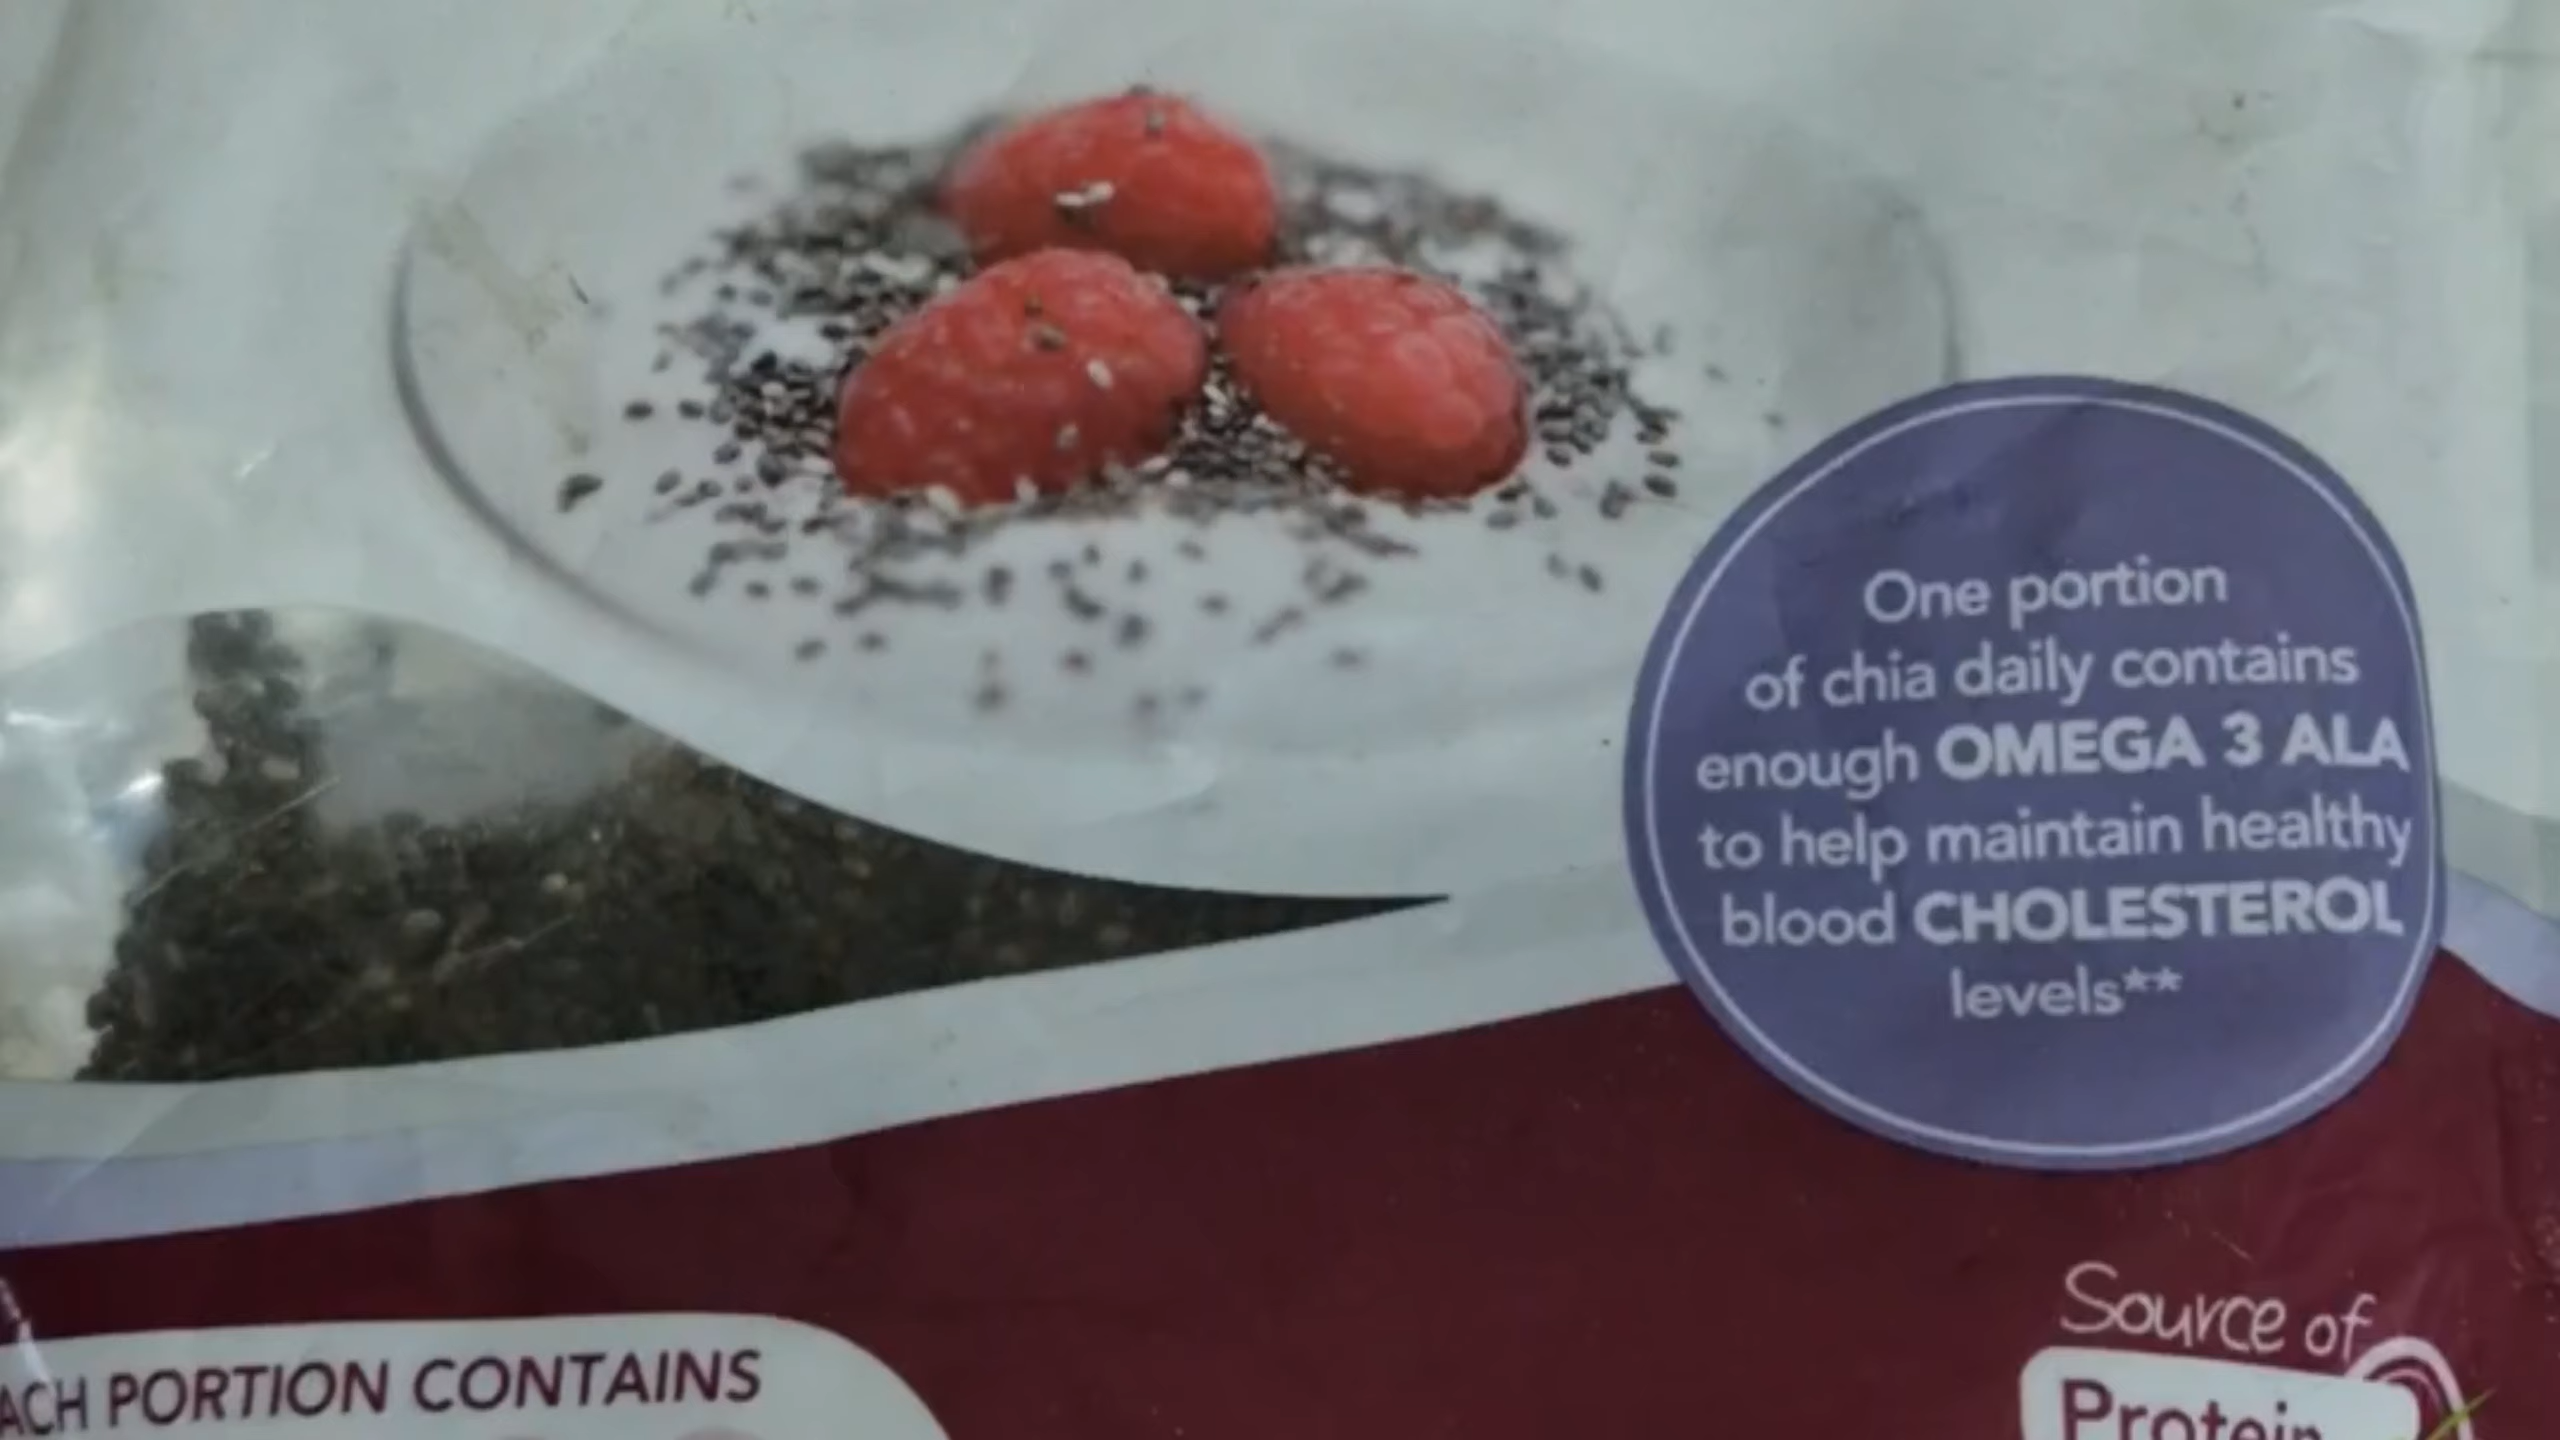 One portion
of chia daily contains
enough OMEGA 3 ALA
to help maintain healthy
blood CHOLESTEROL
levels**
Source of
Protein
ACH PORTION CONTAINS